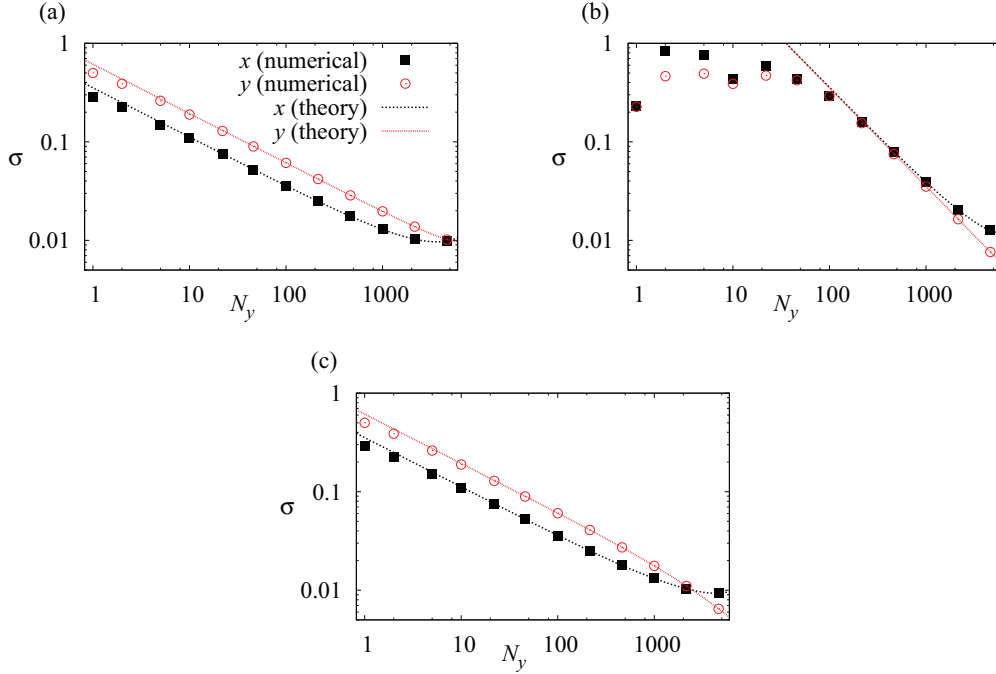 (a)
1
0.1
0.01
σ
x (numerical)
y (numerical)
x (theory)
y (theory)
1 10 100 1000
N_y
(b)
1
0.1
0.01
σ
1 10 100 1000
N_y
(c)
1
0.1
0.01
σ
1 10 100 1000
N_y